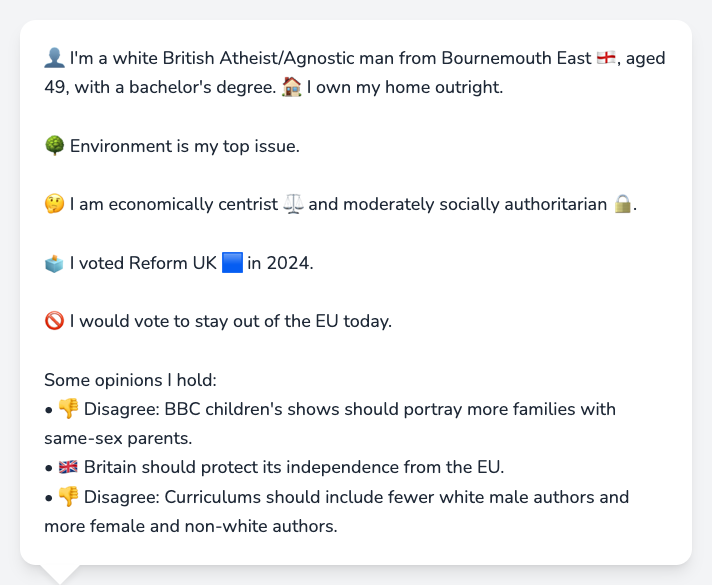 👤 I'm a white British Atheist/Agnostic man from Bournemouth East 🏴󠁧󠁢󠁥󠁮󠁧󠁿, aged
49, with a bachelor's degree. 🏠 I own my home outright.
🌳 Environment is my top issue.
🤔 I am economically centrist ⚖️ and moderately socially authoritarian 🔒.
🗳️ I voted Reform UK 🟦 in 2024.
🚫 I would vote to stay out of the EU today.
Some opinions I hold:
• 👎 Disagree: BBC children's shows should portray more families with
same-sex parents.
• 🇬🇧 Britain should protect its independence from the EU.
• 👎 Disagree: Curriculums should include fewer white male authors and
more female and non-white authors.